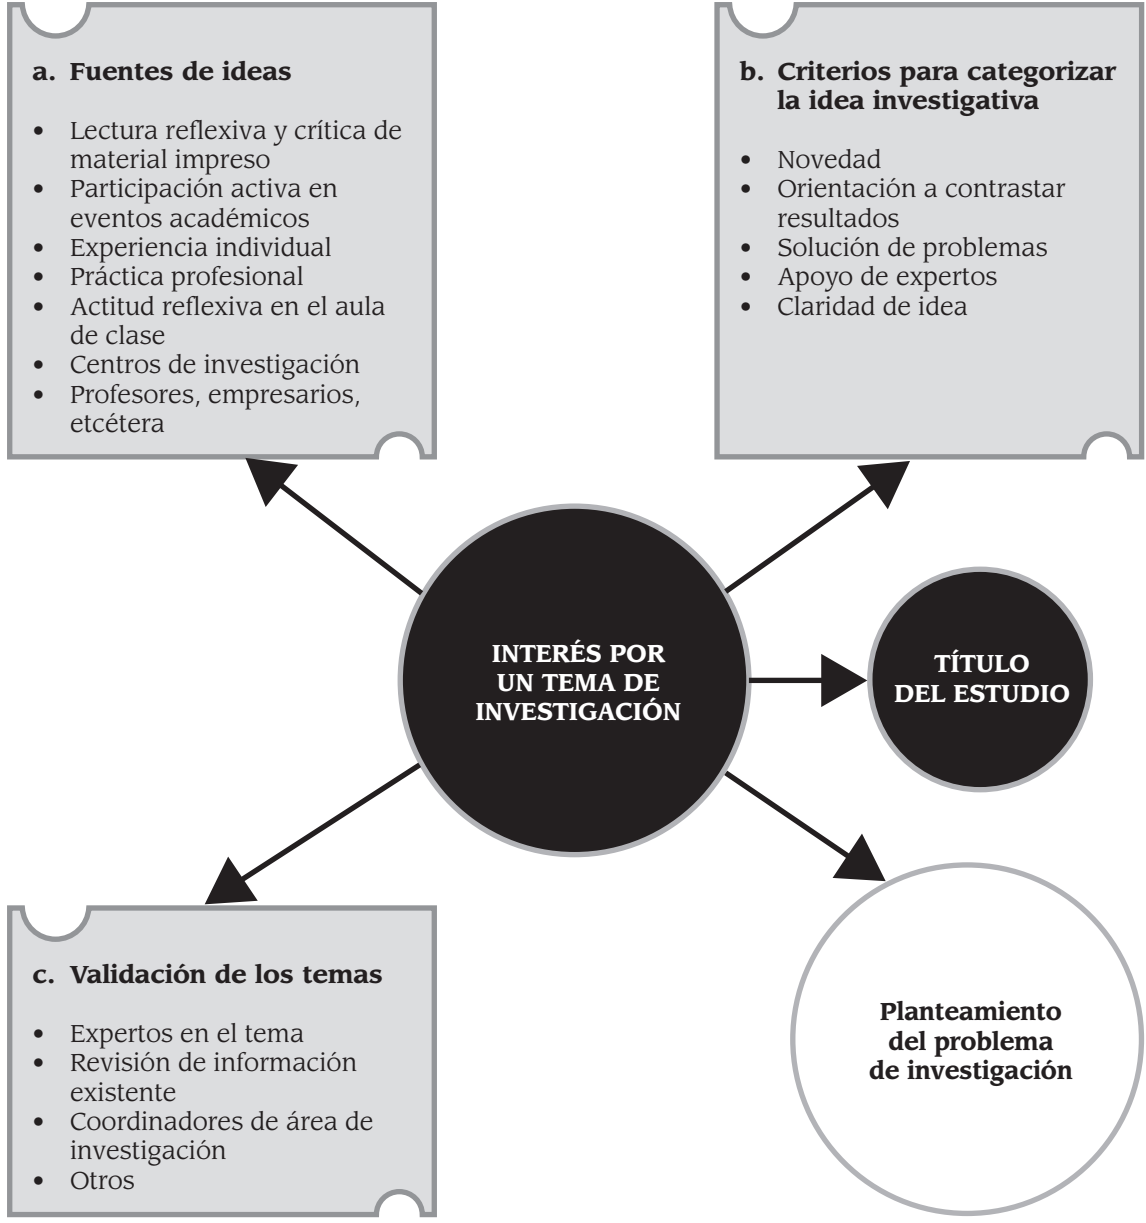 a. Fuentes de ideas
• Lectura reflexiva y crítica de
material impreso
• Participación activa en
eventos académicos
• Experiencia individual
• Práctica profesional
• Actitud reflexiva en el aula
de clase
• Centros de investigación
• Profesores, empresarios,
etcétera
b. Criterios para categorizar
la idea investigativa
• Novedad
• Orientación a contrastar
resultados
• Solución de problemas
• Apoyo de expertos
• Claridad de idea
INTERÉS POR
UN TEMA DE
INVESTIGACIÓN
TÍTULO
DEL ESTUDIO
c. Validación de los temas
• Expertos en el tema
• Revisión de información
existente
• Coordinadores de área de
investigación
• Otros
Planteamiento
del problema
de investigación